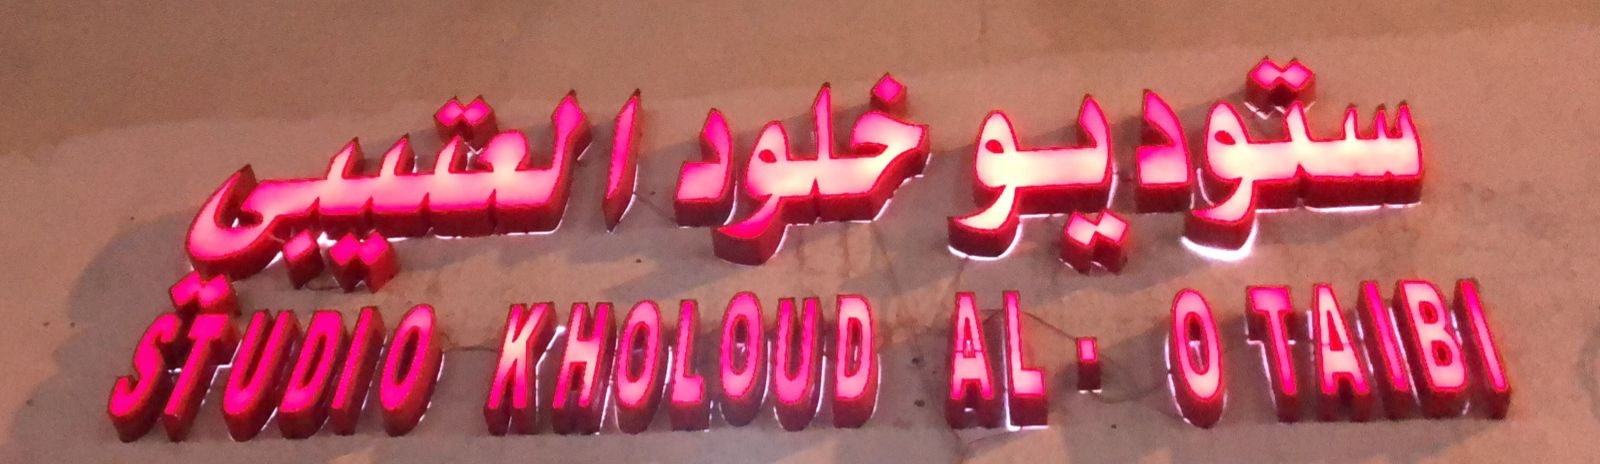 ستوديو خلود العتيبي
STUDIO KHOLOUD AL. OTAIBI